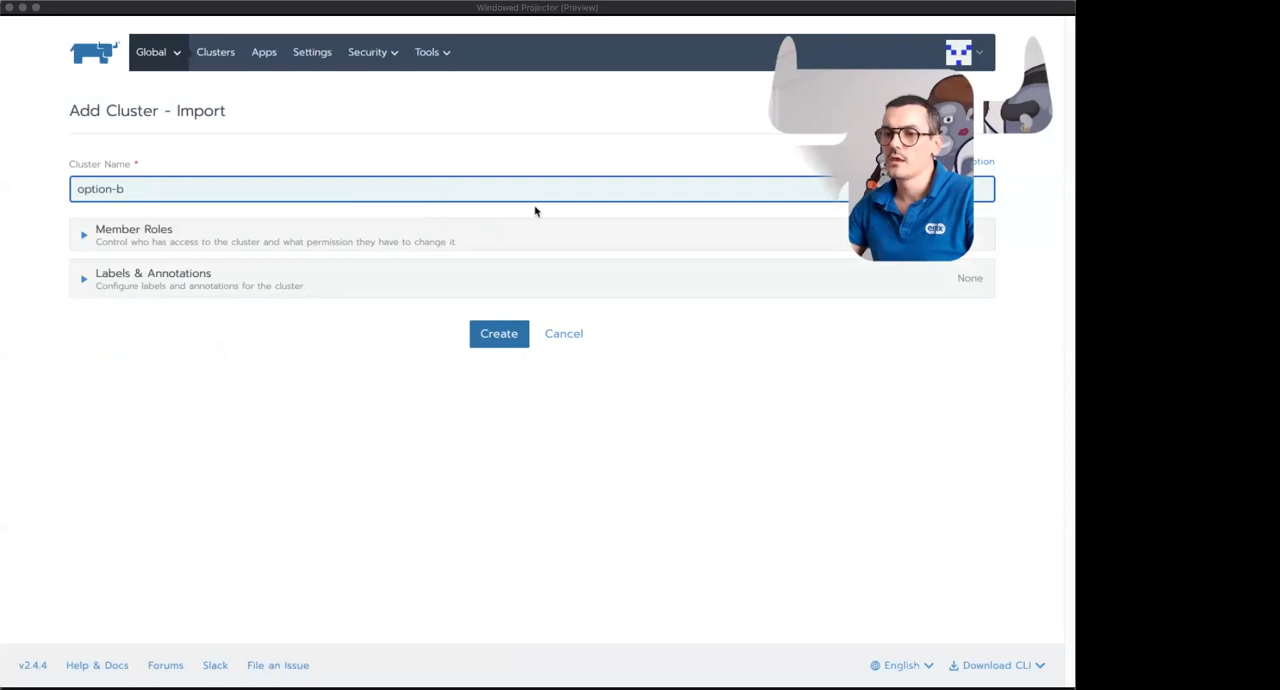 Windowed Projector (Preview)
Global Clusters Apps Settings Security Tools
Add Cluster - Import
Cluster Name *
option-b
Member Roles
Control who has access to the cluster and what permission they have to change it.
Labels & Annotations
Configure labels and annotations for the cluster.
None
Create Cancel
v2.4.4 Help & Docs Forums Slack File an Issue English Download CLI